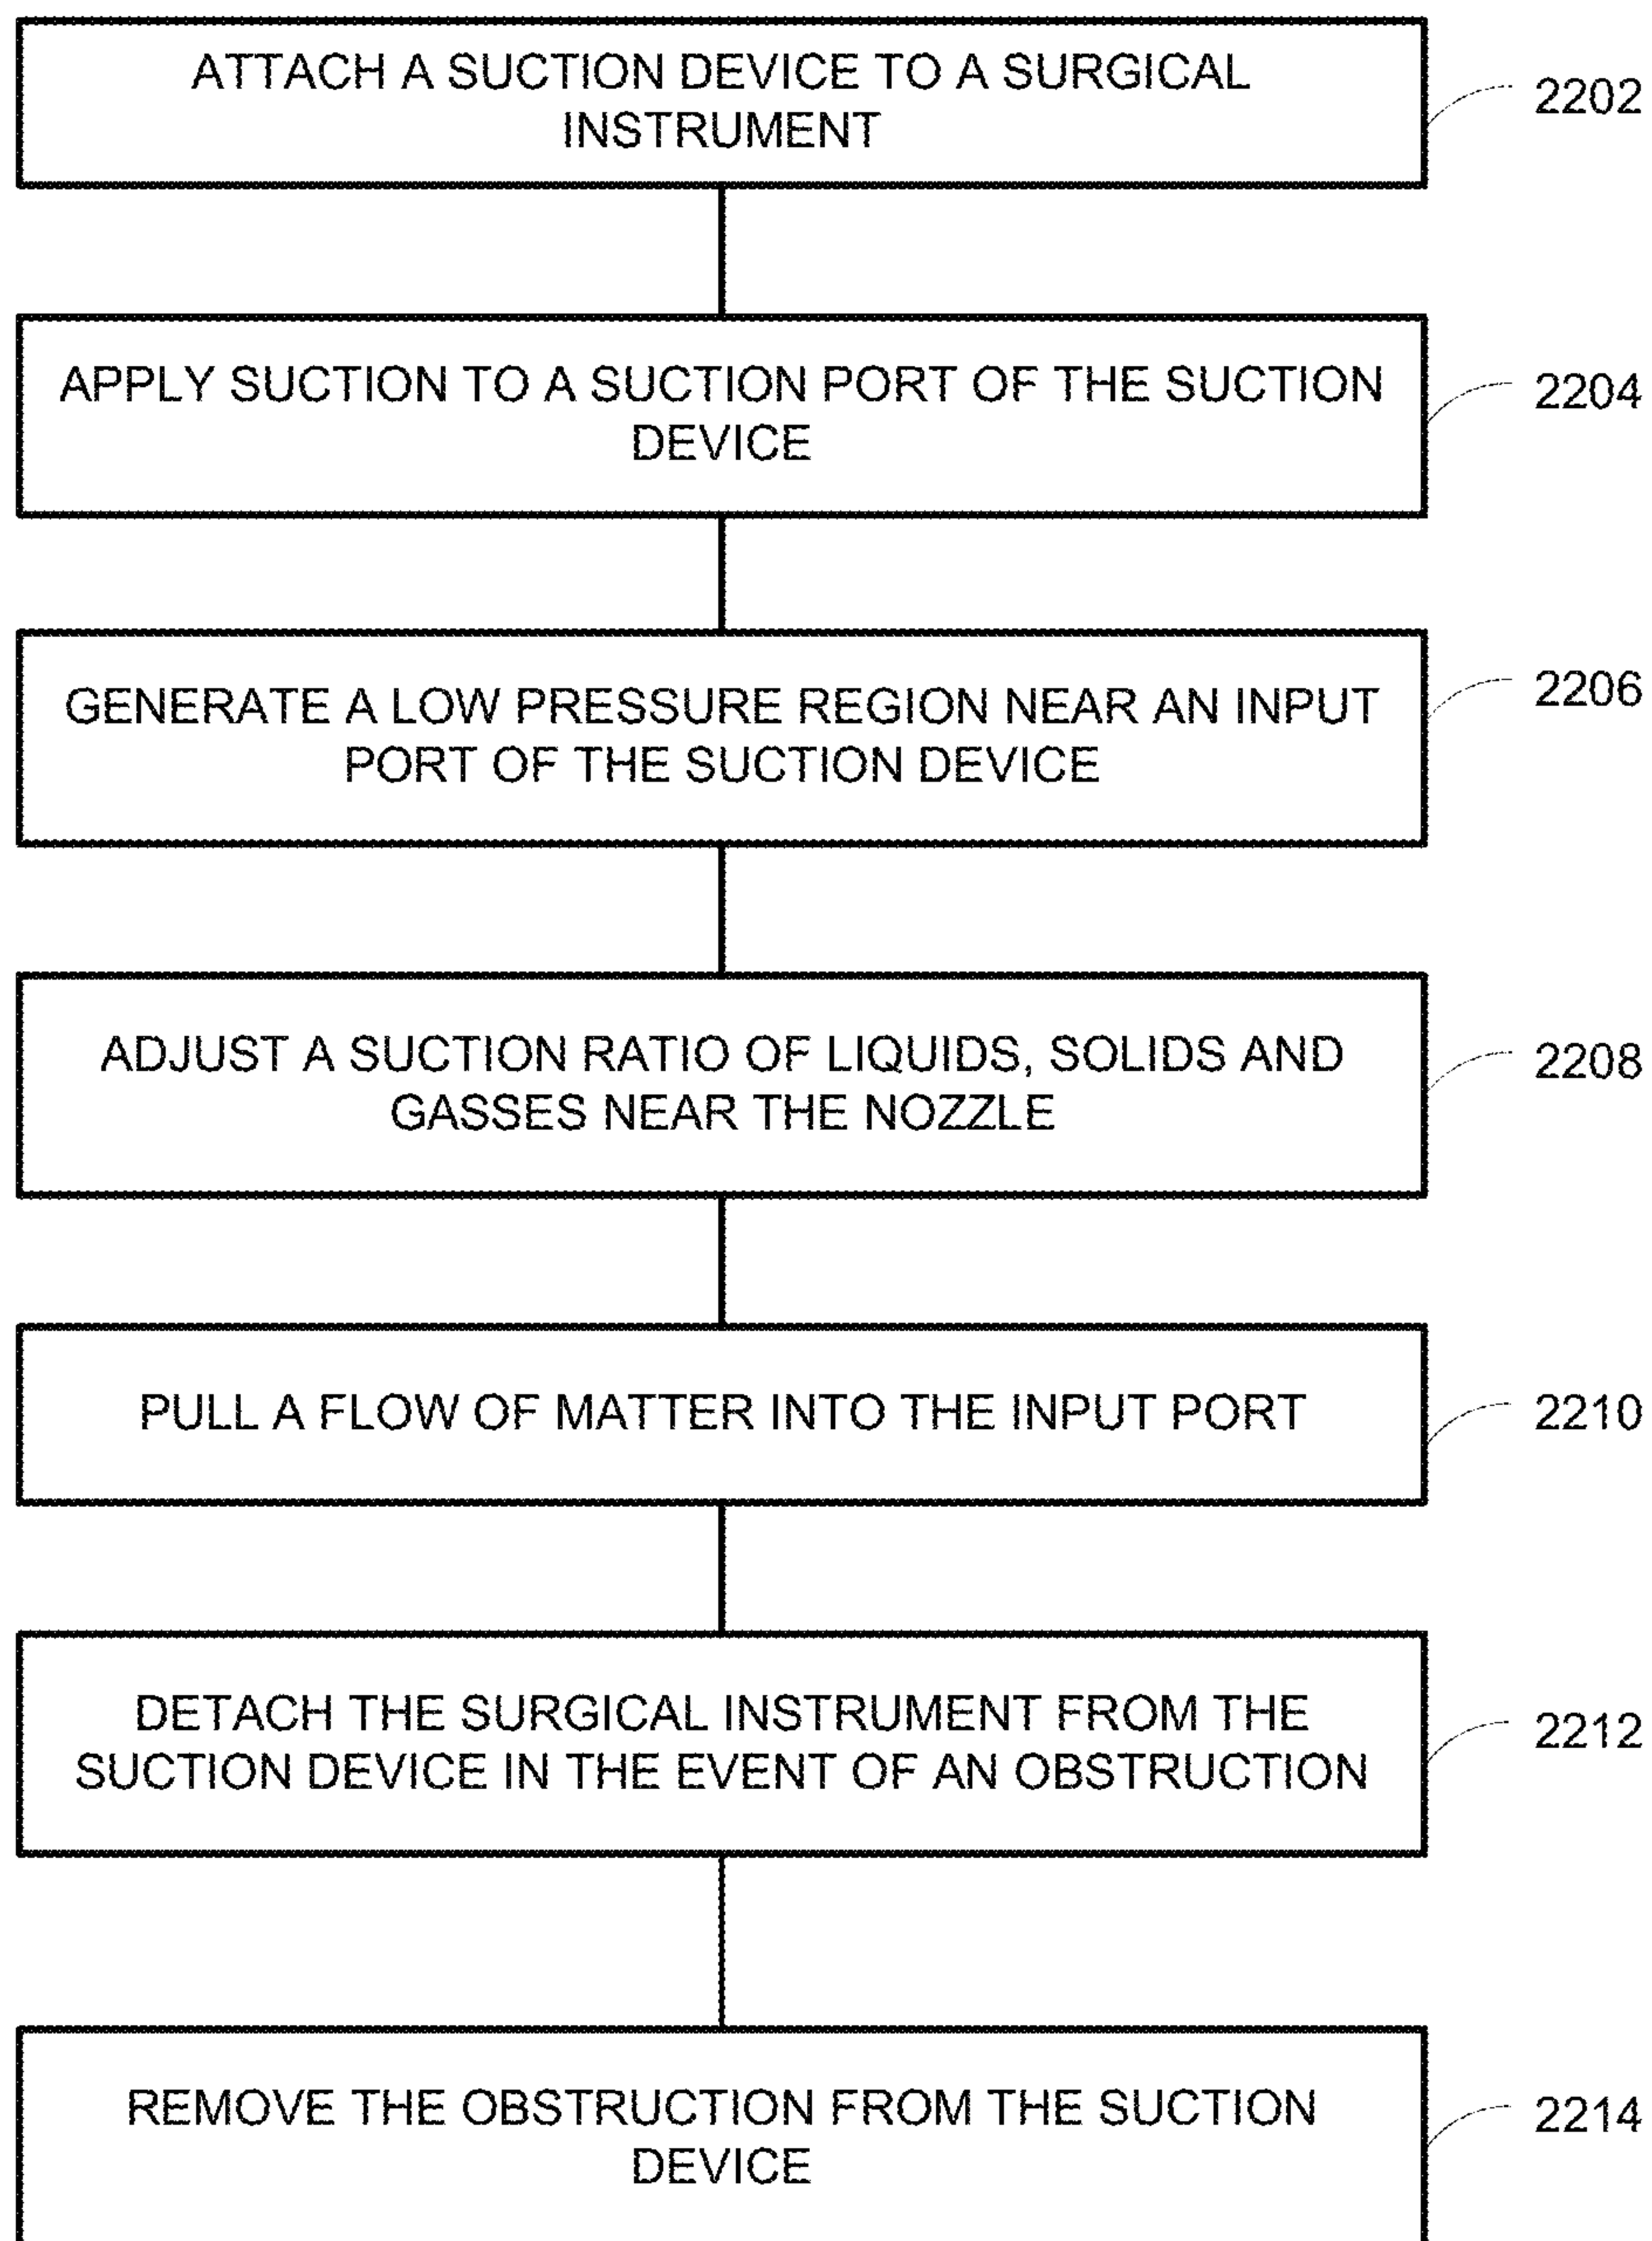 ATTACH A SUCTION DEVICE TO A SURGICAL
INSTRUMENT
2202
APPLY SUCTION TO A SUCTION PORT OF THE SUCTION
DEVICE
2204
GENERATE A LOW PRESSURE REGION NEAR AN INPUT
PORT OF THE SUCTION DEVICE
2206
ADJUST A SUCTION RATIO OF LIQUIDS, SOLIDS AND
GASSES NEAR THE NOZZLE
2208
PULL A FLOW OF MATTER INTO THE INPUT PORT
2210
DETACH THE SURGICAL INSTRUMENT FROM THE
SUCTION DEVICE IN THE EVENT OF AN OBSTRUCTION
2212
REMOVE THE OBSTRUCTION FROM THE SUCTION
DEVICE
2214